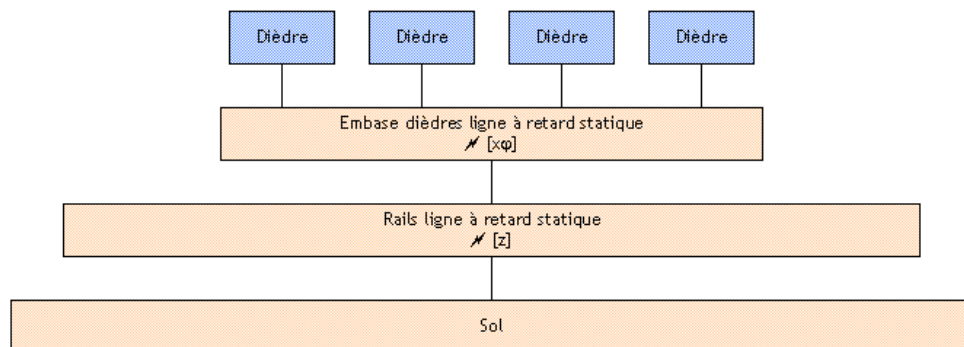 Dièdre Dièdre Dièdre Dièdre
Embase dièdres ligne à retard statique
[xφ]
Rails ligne à retard statique
[z]
Sol